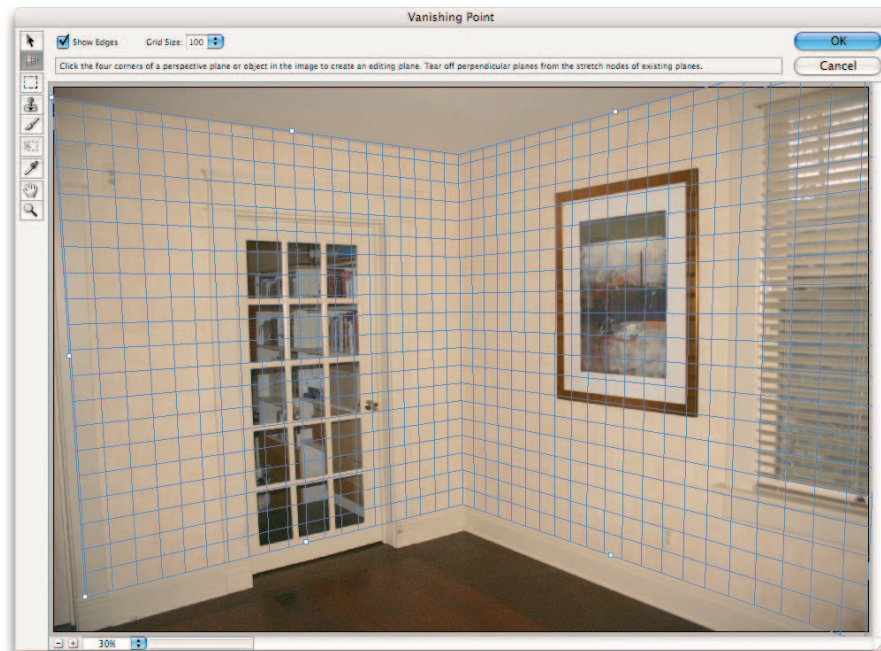 Vanishing Point
Show Edges Grid Size: 100 OK
Click the four corners of a perspective plane or object in the image to create an editing plane. Tear off perpendicular planes from the stretch nodes of existing planes. Cancel
30%